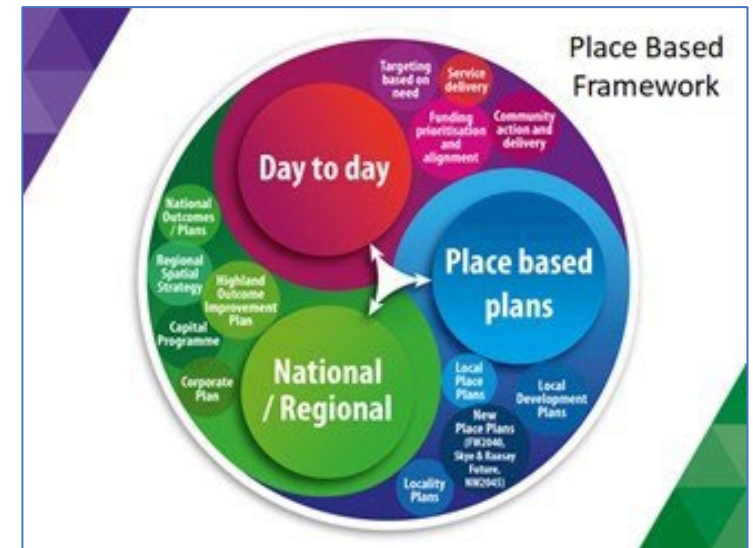 Place Based
Framework
Targeting
based on
need
Service
delivery
Funding
prioritisation
and
alignment
Community
action and
delivery
Day to day
National
Outcomes
/ Plans
Regional
Spatial
Strategy
Highland
Outcome
Improvement
Plan
Capital
Programme
Corporate
Plan
National
/ Regional
Place based
plans
Local
Place
Plans
Local
Development
Plans
New
Place Plans
(FW2040,
Skye & Raasay
Future,
NW2045)
Locality
Plans